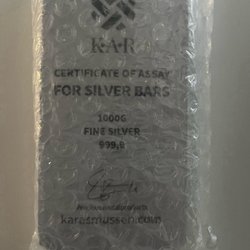 K·A·R
CERTIFICATE OF ASSAY
FOR SILVER BARS
1000G
FINE SILVER
999,9
karasmussen.com